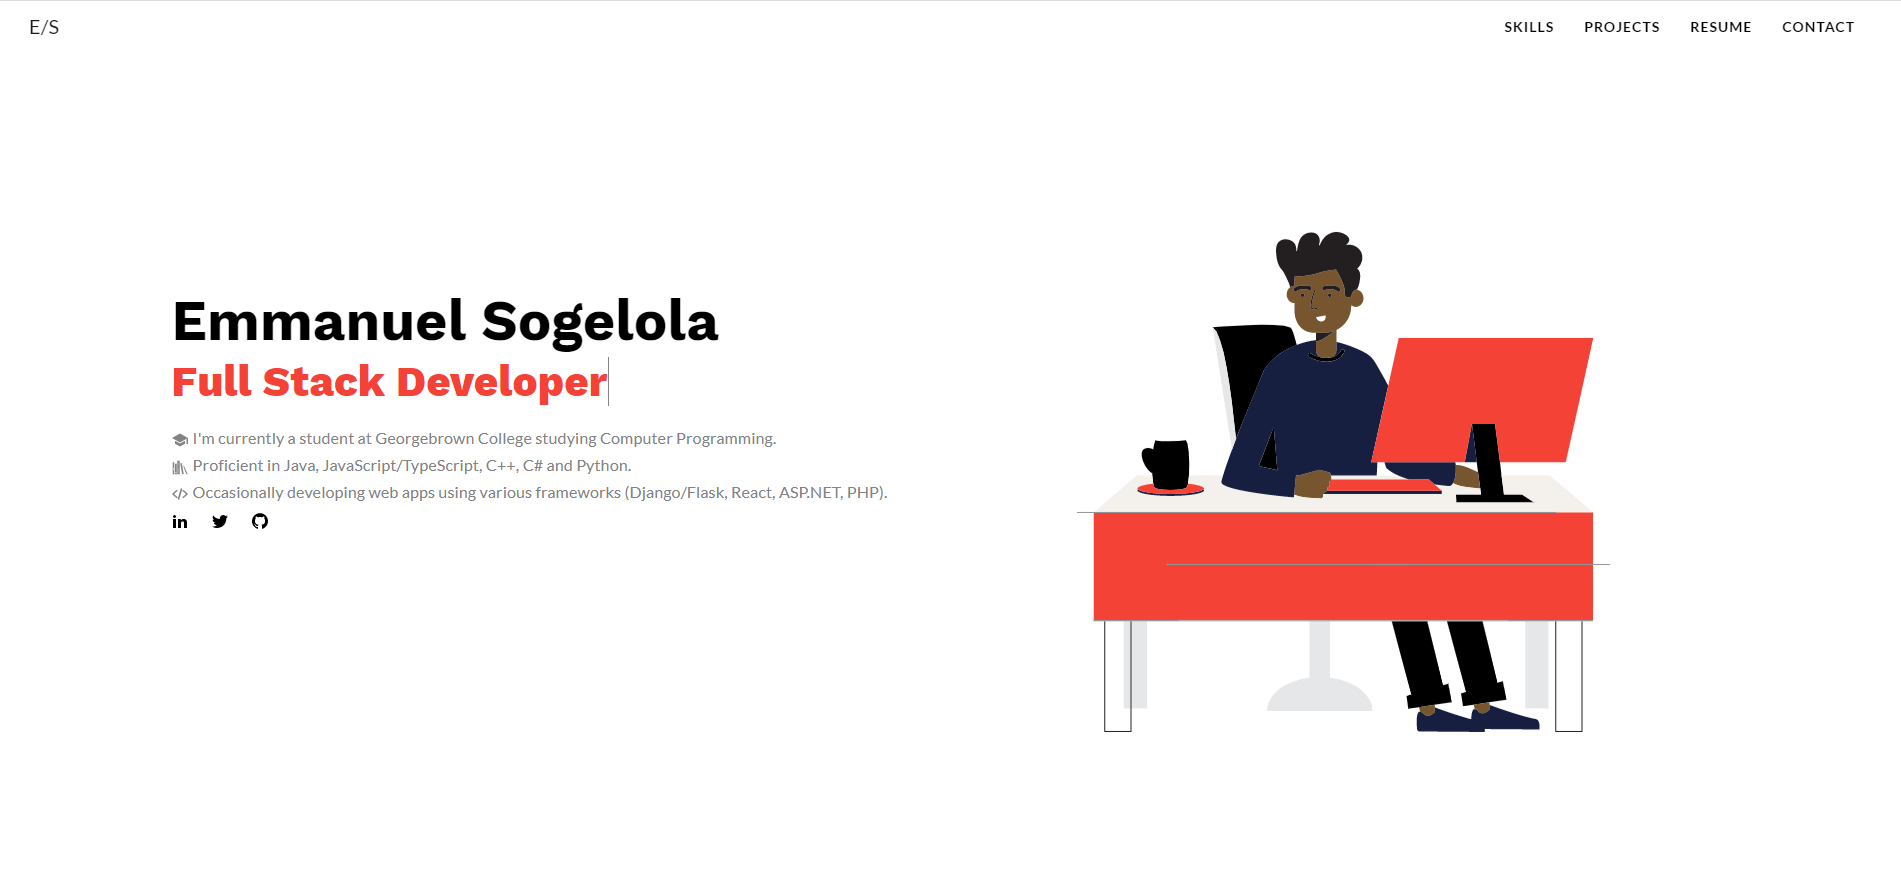 E/S
SKILLS PROJECTS RESUME CONTACT
Emmanuel Sogelola
Full Stack Developer
I'm currently a student at Georgebrown College studying Computer Programming.
Proficient in Java, JavaScript/TypeScript, C++, C# and Python.
Occasionally developing web apps using various frameworks (Django/Flask, React, ASP.NET, PHP).